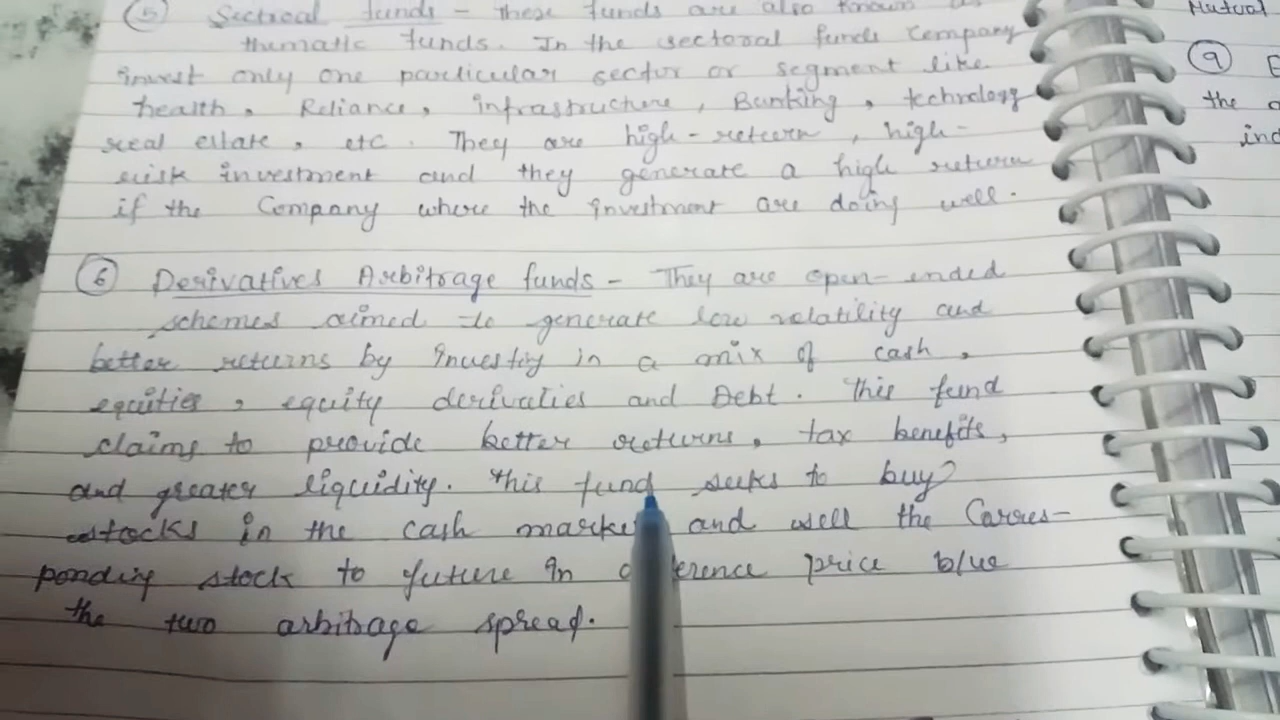 5 Sectroal funds - These funds are also known as
thematic funds. In the sectoral funds Company
invest only one particular sector or segment like
health, Reliance, infrastructure, Banking, technology
real estate, etc. They are high-return, high-
risk investment and they generate a high return
if the Company where the investment are doing well.
6 Derivatives Arbitrage funds - They are open-ended
schemes aimed to generate low volatility and
better returns by investing in a mix of cash,
equities, equity derivaties and Debt. This fund
claims to provide better returns, tax benefits,
and greater liquidity. This fund seeks to buy
stocks in the cash market and sell the Corres-
ponding stock to future in price b/w
the two arbitrage spread.
Mutual
9
the